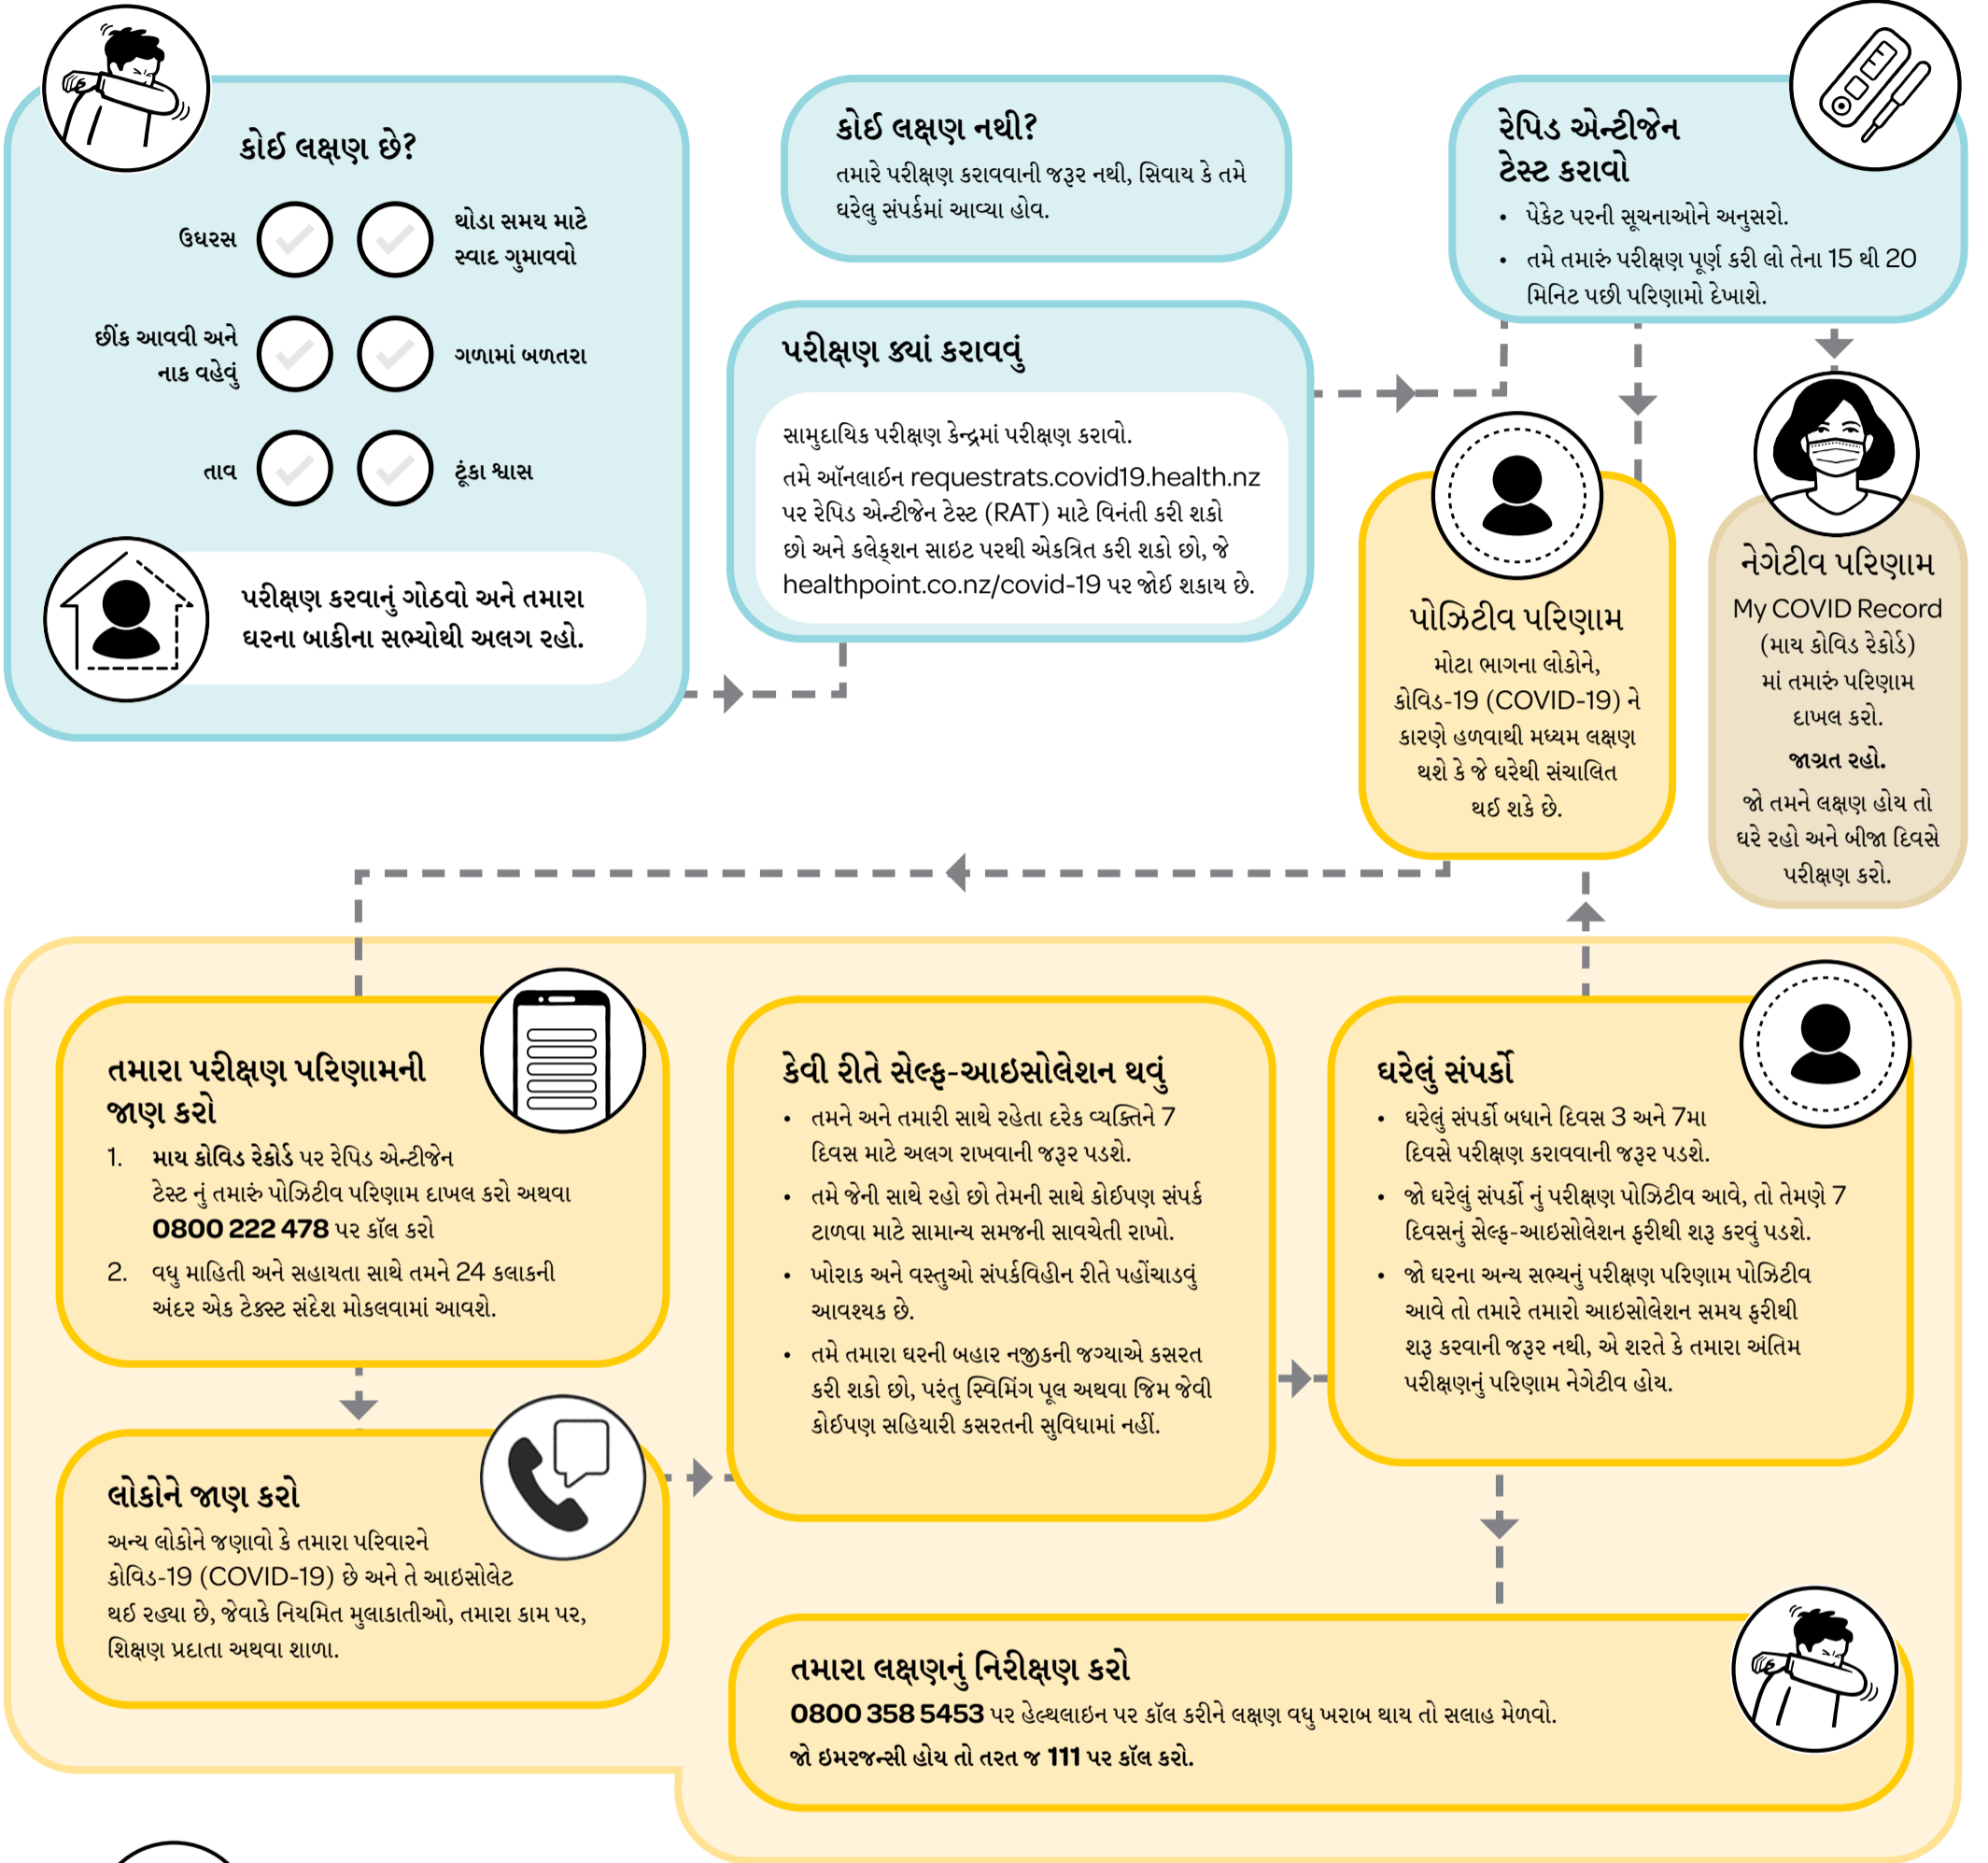 કોઈ લક્ષણ છે?
ઉધરસ
થોડા સમય માટે
સ્વાદ ગુમાવવો
છીંક આવવી અને
નાક વહેવું
ગળામાં બળતરા
તાવ
ટૂંકા શ્વાસ
પરીક્ષણ કરવાનું ગોઠવો અને તમારા
ઘરના બાકીના સભ્યોથી અલગ રહો.
કોઈ લક્ષણ નથી?
તમારે પરીક્ષણ કરાવવાની જરૂર નથી, સિવાય કે તમે
ઘરેલુ સંપર્કમાં આવ્યા હોવ.
પરીક્ષણ ક્યાં કરાવવું
સામુદાયિક પરીક્ષણ કેન્દ્રમાં પરીક્ષણ કરાવો.
તમે ઑનલાઈન requestrats.covid19.health.nz
પર રેપિડ એન્ટીજેન ટેસ્ટ (RAT) માટે વિનંતી કરી શકો
છો અને કલેક્શન સાઇટ પરથી એકત્રિત કરી શકો છો, જે
healthpoint.co.nz/covid-19 પર જોઈ શકાય છે.
રેપિડ એન્ટીજેન
ટેસ્ટ કરાવો
• પેકેટ પરની સૂચનાઓને અનુસરો.
• તમે તમારું પરીક્ષણ પૂર્ણ કરી લો તેના 15 થી 20
મિનિટ પછી પરિણામો દેખાશે.
પોઝિટીવ પરિણામ
મોટા ભાગના લોકોને,
કોવિડ-19 (COVID-19) ને
કારણે હળવાથી મધ્યમ લક્ષણ
થશે કે જે ઘરેથી સંચાલિત
થઈ શકે છે.
નેગેટીવ પરિણામ
My COVID Record
(માય કોવિડ રેકોર્ડ)
માં તમારું પરિણામ
દાખલ કરો.
જાગ્રત રહો.
જો તમને લક્ષણ હોય તો
ઘરે રહો અને બીજા દિવસે
પરીક્ષણ કરો.
તમારા પરીક્ષણ પરિણામની
જાણ કરો
1. માય કોવિડ રેકોર્ડ પર રેપિડ એન્ટીજેન
ટેસ્ટ નું તમારું પોઝિટીવ પરિણામ દાખલ કરો અથવા
0800 222 478 પર કૉલ કરો
2. વધુ માહિતી અને સહાયતા સાથે તમને 24 કલાકની
અંદર એક ટેક્સ્ટ સંદેશ મોકલવામાં આવશે.
લોકોને જાણ કરો
અન્ય લોકોને જણાવો કે તમારા પરિવારને
કોવિડ-19 (COVID-19) છે અને તે આઇસોલેટ
થઈ રહ્યા છે, જેવાકે નિયમિત મુલાકાતીઓ, તમારા કામ પર,
શિક્ષણ પ્રદાતા અથવા શાળા.
કેવી રીતે સેલ્ફ-આઇસોલેશન થવું
• તમને અને તમારી સાથે રહેતા દરેક વ્યક્તિને 7
દિવસ માટે અલગ રાખવાની જરૂર પડશે.
• તમે જેની સાથે રહો છો તેમની સાથે કોઈપણ સંપર્ક
ટાળવા માટે સામાન્ય સમજની સાવચેતી રાખો.
• ખોરાક અને વસ્તુઓ સંપર્કવિહીન રીતે પહોંચાડવું
આવશ્યક છે.
• તમે તમારા ઘરની બહાર નજીકની જગ્યાએ કસરત
કરી શકો છો, પરંતુ સ્વિમિંગ પૂલ અથવા જિમ જેવી
કોઈપણ સહિયારી કસરતની સુવિધામાં નહીં.
ઘરેલું સંપર્કો
• ઘરેલું સંપર્કો બધાને દિવસ 3 અને 7મા
દિવસે પરીક્ષણ કરાવવાની જરૂર પડશે.
• જો ઘરેલું સંપર્કો નું પરીક્ષણ પોઝિટીવ આવે, તો તેમણે 7
દિવસનું સેલ્ફ-આઇસોલેશન ફરીથી શરૂ કરવું પડશે.
• જો ઘરના અન્ય સભ્યનું પરીક્ષણ પરિણામ પોઝિટીવ
આવે તો તમારે તમારો આઇસોલેશન સમય ફરીથી
શરૂ કરવાની જરૂર નથી, એ શરતે કે તમારા અંતિમ
પરીક્ષણનું પરિણામ નેગેટીવ હોય.
તમારા લક્ષણનું નિરીક્ષણ કરો
0800 358 5453 પર હેલ્થલાઇન પર કૉલ કરીને લક્ષણ વધુ ખરાબ થાય તો સલાહ મેળવો.
જો ઇમરજન્સી હોય તો તરત જ 111 પર કૉલ કરો.